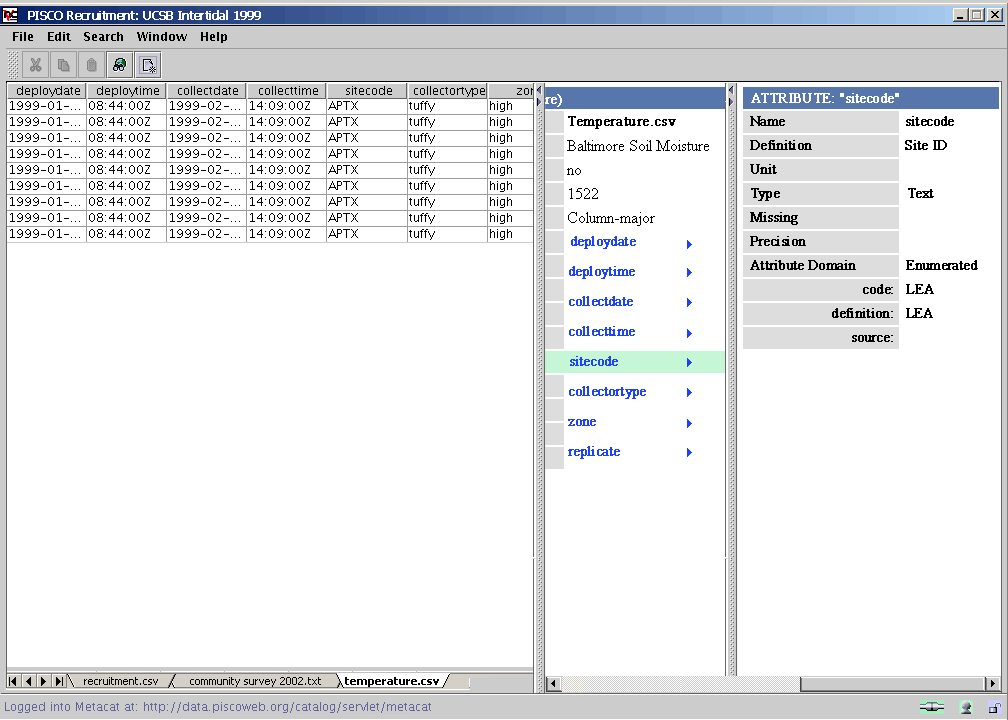 PISCO Recruitment: UCSB Intertidal 1999
File Edit Search Window Help
deploydate deploytime collectdate collecttime sitecode collectortype zor
1999-01-... 08:44:00Z 1999-02-... 14:09:00Z APTX tuffy high
1999-01-... 08:44:00Z 1999-02-... 14:09:00Z APTX tuffy high
1999-01-... 08:44:00Z 1999-02-... 14:09:00Z APTX tuffy high
1999-01-... 08:44:00Z 1999-02-... 14:09:00Z APTX tuffy high
1999-01-... 08:44:00Z 1999-02-... 14:09:00Z APTX tuffy high
1999-01-... 08:44:00Z 1999-02-... 14:09:00Z APTX tuffy high
1999-01-... 08:44:00Z 1999-02-... 14:09:00Z APTX tuffy high
1999-01-... 08:44:00Z 1999-02-... 14:09:00Z APTX tuffy high
1999-01-... 08:44:00Z 1999-02-... 14:09:00Z APTX tuffy high
re)
Temperature.csv
Baltimore Soil Moisture
no
1522
Column-major
deploydate
deploytime
collectdate
collecttime
sitecode
collectortype
zone
replicate
ATTRIBUTE: "sitecode"
Name sitecode
Definition Site ID
Unit
Type Text
Missing
Precision
Attribute Domain Enumerated
code: LEA
definition: LEA
source:
recruitment.csv community survey 2002.txt temperature.csv
Logged into Metacat at: http://data.piscoweb.org/catalog/servlet/metacat